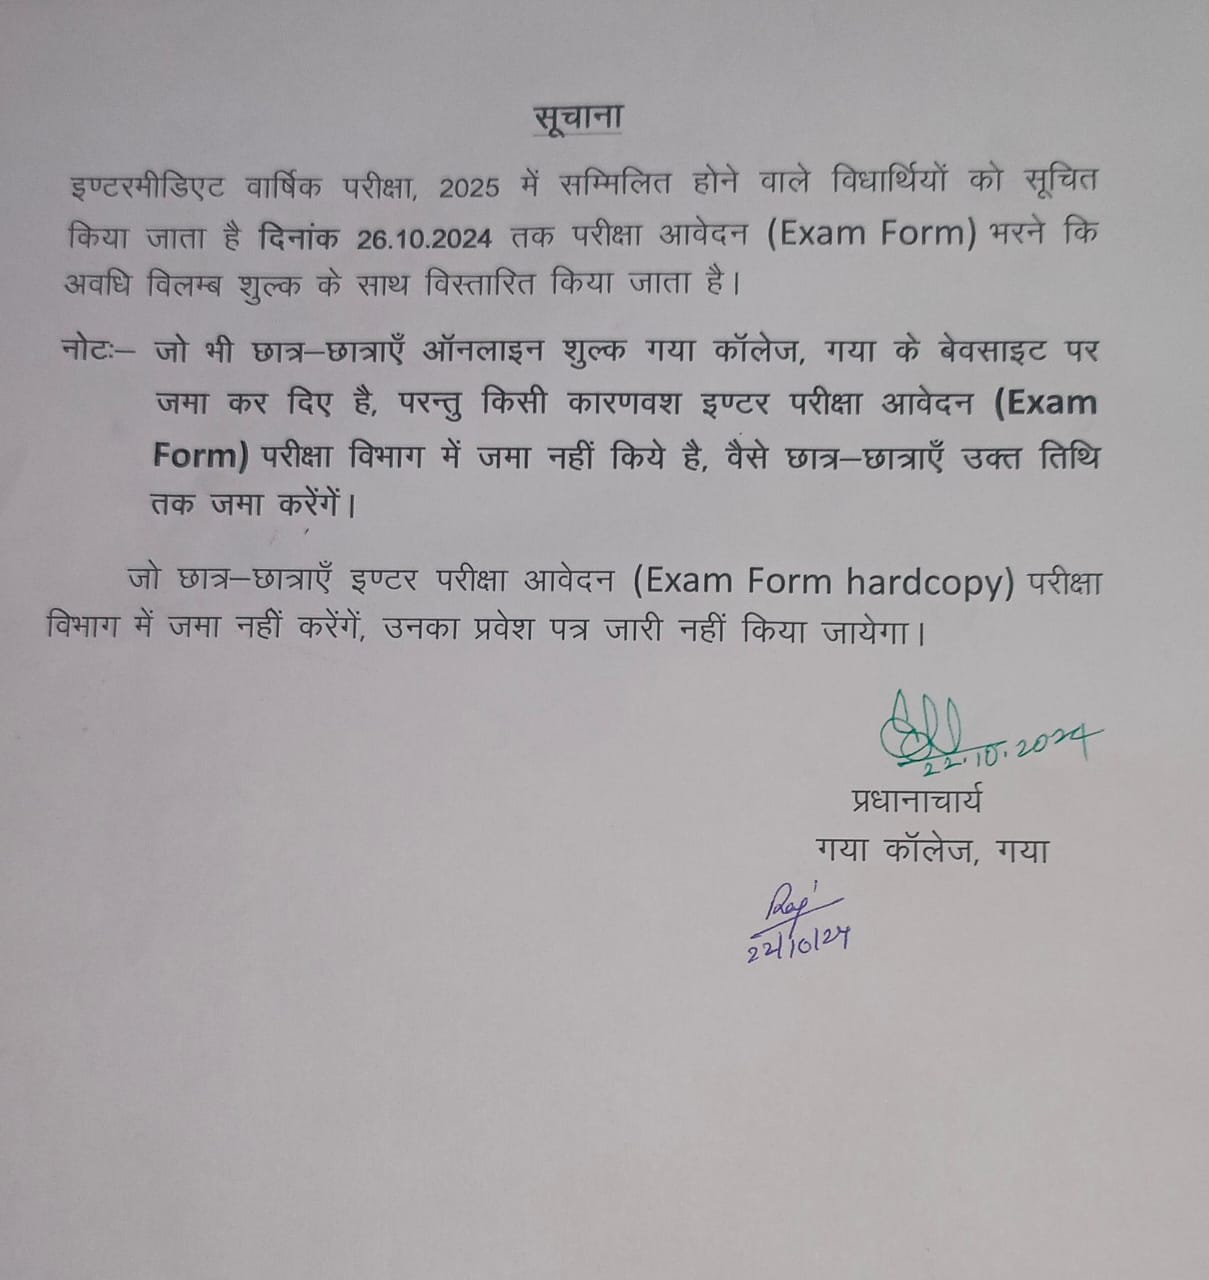 सूचाना
इण्टरमीडिएट वार्षिक परीक्षा, 2025 में सम्मिलित होने वाले विधार्थियों को सूचित
किया जाता है दिनांक 26.10.2024 तक परीक्षा आवेदन (Exam Form) भरने कि
अवधि विलम्ब शुल्क के साथ विस्तारित किया जाता है।
नोटः– जो भी छात्र–छात्राएँ ऑनलाइन शुल्क गया कॉलेज, गया के बेवसाइट पर
जमा कर दिए है, परन्तु किसी कारणवश इण्टर परीक्षा आवेदन (Exam
Form) परीक्षा विभाग में जमा नहीं किये है, वैसे छात्र–छात्राएँ उक्त तिथि
तक जमा करेंगें।
जो छात्र–छात्राएँ इण्टर परीक्षा आवेदन (Exam Form hardcopy) परीक्षा
विभाग में जमा नहीं करेंगें, उनका प्रवेश पत्र जारी नहीं किया जायेगा।
22.10.2024
प्रधानाचार्य
गया कॉलेज, गया
22/10/24